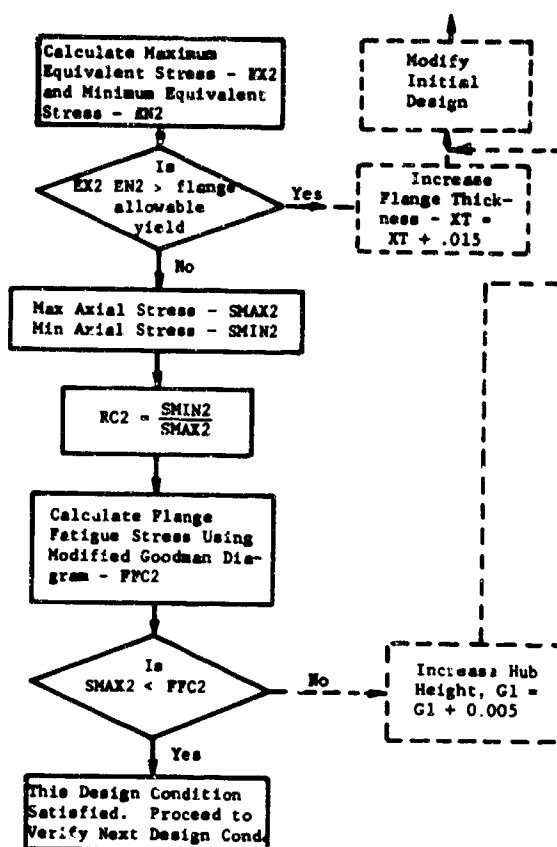 Calculate Maximum
Equivalent Stress - EX2
and Minimum Equivalent
Stress - EN2
Is
EX2 EN2 > flange
allowable
yield
Yes
Increase
Flange Thick-
ness - XT =
XT + .015
Modify
Initial
Design
No
Max Axial Stress - SMAX2
Min Axial Stress - SMIN2
RC2 = SMIN2
SMAX2
Calculate Flange
Fatigue Stress Using
Modified Goodman Dia-
gram - FFC2
Is
SMAX2 < FFC2
No
Increase Hub
Height, G1 =
G1 + 0.005
Yes
This Design Condition
Satisfied. Proceed to
Verify Next Design Cond.